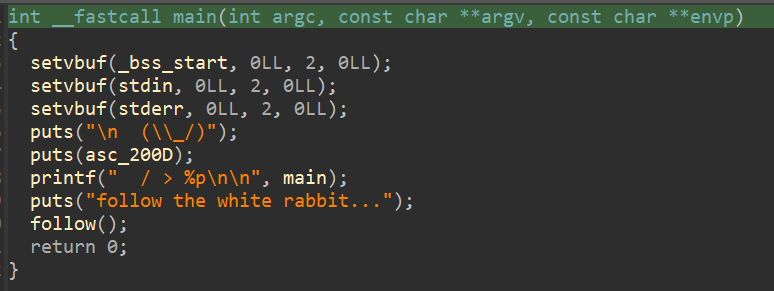 int __fastcall main(int argc, const char **argv, const char **envp)
{
  setvbuf(_bss_start, 0LL, 2, 0LL);
  setvbuf(stdin, 0LL, 2, 0LL);
  setvbuf(stderr, 0LL, 2, 0LL);
  puts("\n  (\\_/)");
  puts(asc_200D);
  printf("  / > %p\n\n", main);
  puts("follow the white rabbit...");
  follow();
  return 0;
}